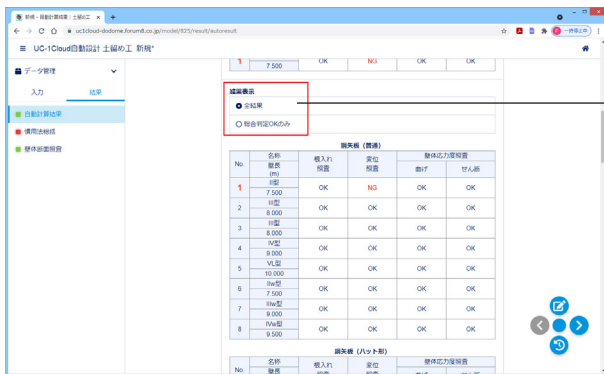 新規 - 自動計算結果 | 土留め工
uc1cloud-dodome.forum8.co.jp/model/825/result/autoresult
一時停止中
UC-1Cloud自動設計 土留め工 新規*
データ管理
入力 結果
自動計算結果
慣用法総括
壁体断面照査
1 7.500 OK NG OK OK
結果表示
全結果
総合判定OKのみ
鋼矢板 (普通)
No. 名称 壁長 (m) 根入れ照査 変位照査 壁体応力度照査 曲げ せん断
1 II型 7.500 OK NG OK OK
2 III型 8.000 OK OK OK OK
3 III型 8.000 OK OK OK OK
4 IV型 9.000 OK OK OK OK
5 VL型 10.000 OK OK OK OK
6 IIw型 7.500 OK OK OK OK
7 IIIw型 9.000 OK OK OK OK
8 IVw型 9.500 OK OK OK OK
鋼矢板 (ハット形)
No. 名称 壁長 根入れ 変位 壁体応力度照査